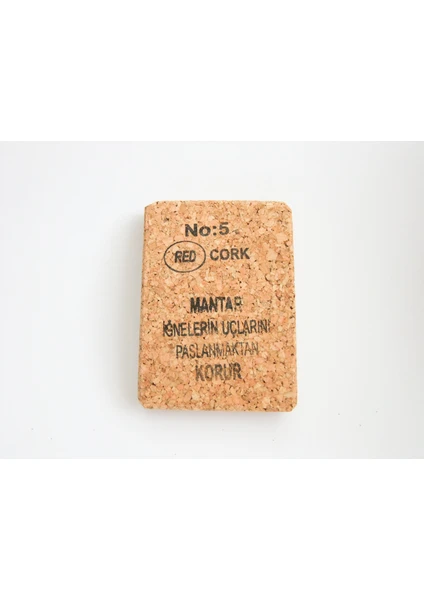 No:5
RED CORK
MANTAR
İĞNELERİN UÇLARINI
PASLANMAKTAN
KORUR